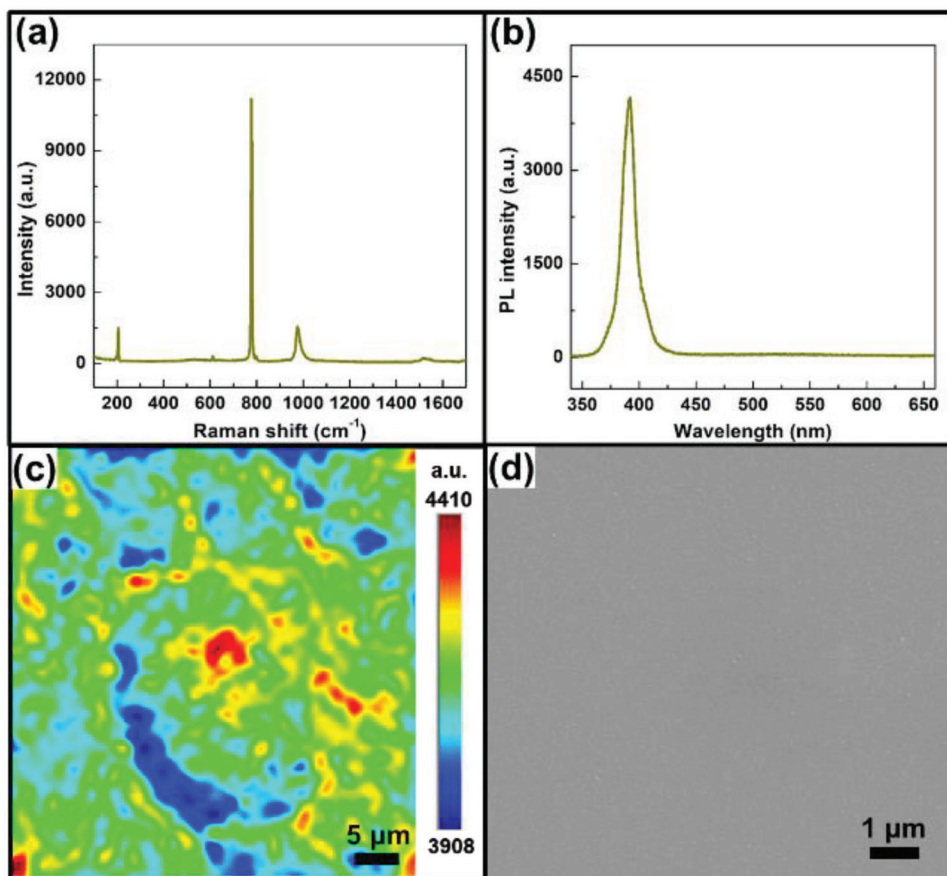 (a)
12000
9000
6000
3000
0
Intensity (a.u.)
200 400 600 800 1000 1200 1400 1600
Raman shift (cm⁻¹)
(b)
4500
3000
1500
0
PL intensity (a.u.)
350 400 450 500 550 600 650
Wavelength (nm)
(c)
a.u.
4410
3908
5 µm
(d)
1 µm